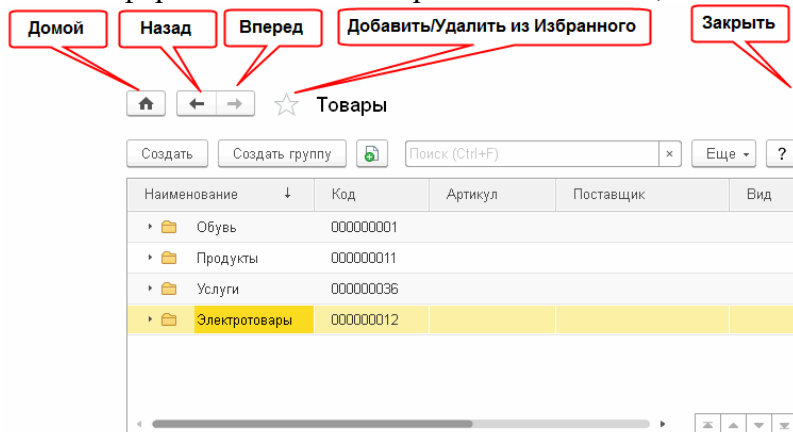 Домой Назад Вперед Добавить/Удалить из Избранного Закрыть
Товары
Создать Создать группу Поиск (Ctrl+F) × Еще ?
Наименование ↓ Код Артикул Поставщик Вид
Обувь 000000001
Продукты 000000011
Услуги 000000036
Электротовары 000000012